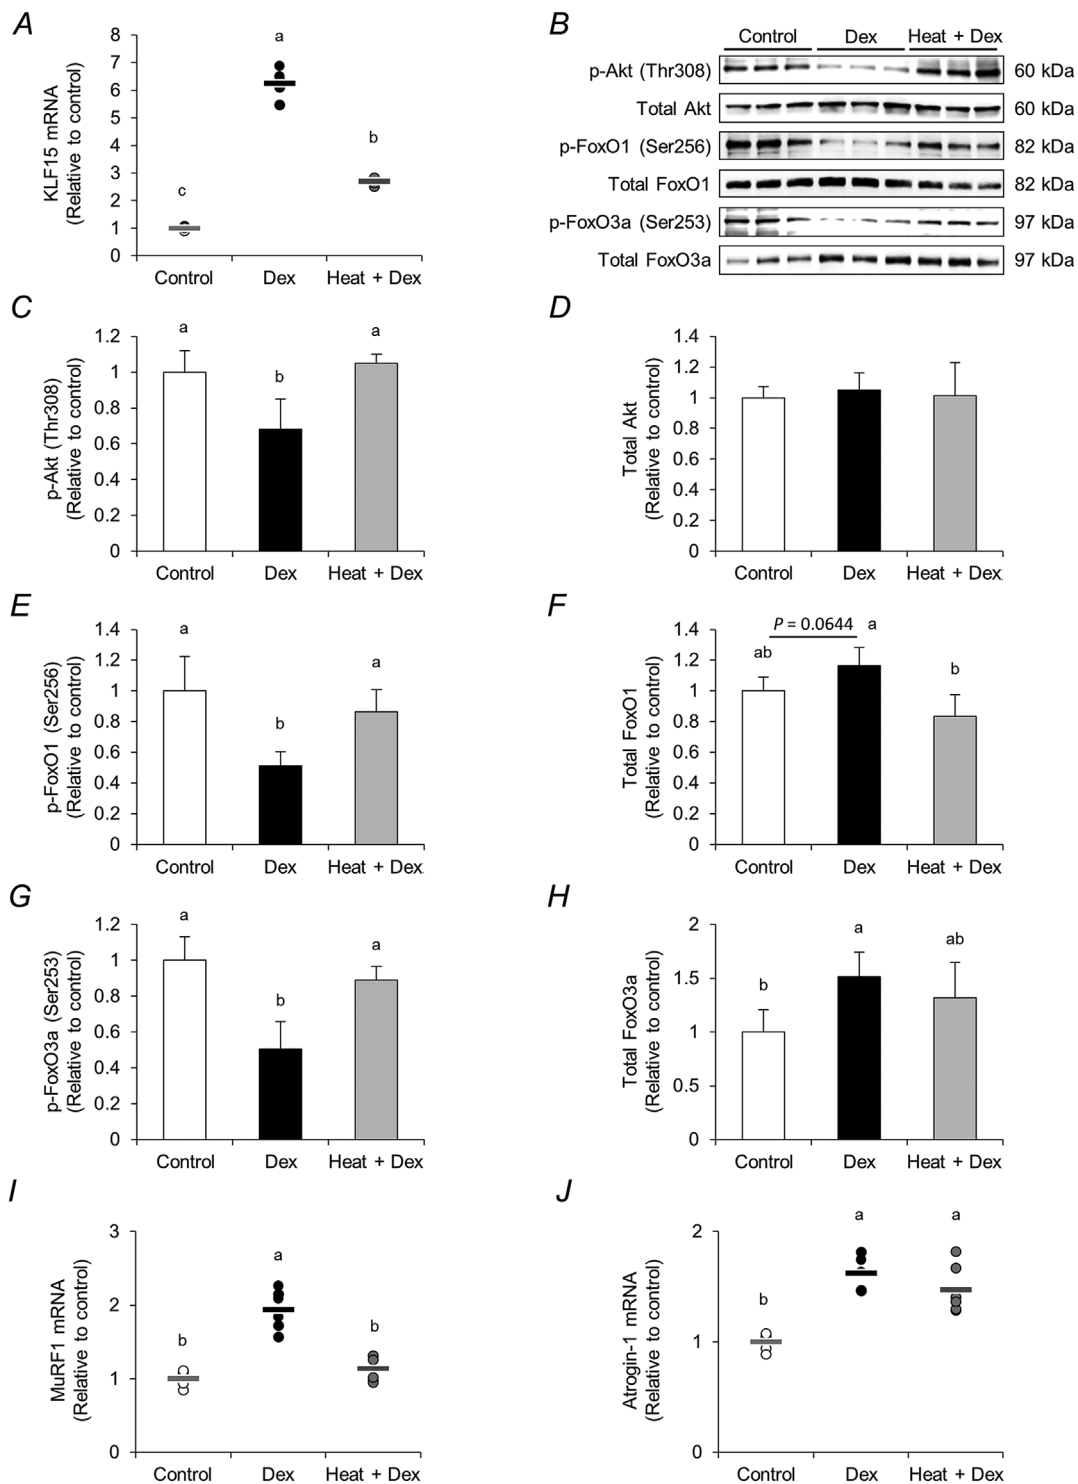 A
KLF15 mRNA
(Relative to control)
8
7
6
5
4
3
2
1
0
c
a
b
Control Dex Heat + Dex
B
Control Dex Heat + Dex
p-Akt (Thr308) 60 kDa
Total Akt 60 kDa
p-FoxO1 (Ser256) 82 kDa
Total FoxO1 82 kDa
p-FoxO3a (Ser253) 97 kDa
Total FoxO3a 97 kDa
C
p-Akt (Thr308)
(Relative to control)
1.2
1
0.8
0.6
0.4
0.2
0
a
b
a
Control Dex Heat + Dex
D
Total Akt
(Relative to control)
1.4
1.2
1
0.8
0.6
0.4
0.2
0
Control Dex Heat + Dex
E
p-FoxO1 (Ser256)
(Relative to control)
1.4
1.2
1
0.8
0.6
0.4
0.2
0
a
b
a
Control Dex Heat + Dex
F
Total FoxO1
(Relative to control)
1.4
1.2
1
0.8
0.6
0.4
0.2
0
P = 0.0644
ab
a
b
Control Dex Heat + Dex
G
p-FoxO3a (Ser253)
(Relative to control)
1.2
1
0.8
0.6
0.4
0.2
0
a
b
a
Control Dex Heat + Dex
H
Total FoxO3a
(Relative to control)
2
1.5
1
0.5
0
b
a
ab
Control Dex Heat + Dex
I
MuRF1 mRNA
(Relative to control)
3
2
1
0
b
a
b
Control Dex Heat + Dex
J
Atrogin-1 mRNA
(Relative to control)
2
1
0
b
a
a
Control Dex Heat + Dex